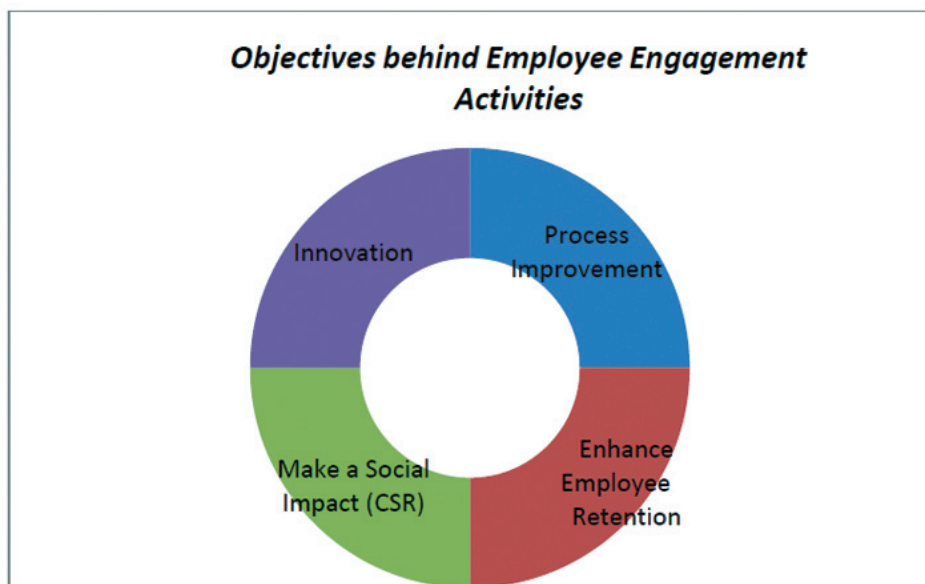 Objectives behind Employee Engagement
Activities
Innovation
Process
Improvement
Make a Social
Impact (CSR)
Enhance
Employee
Retention